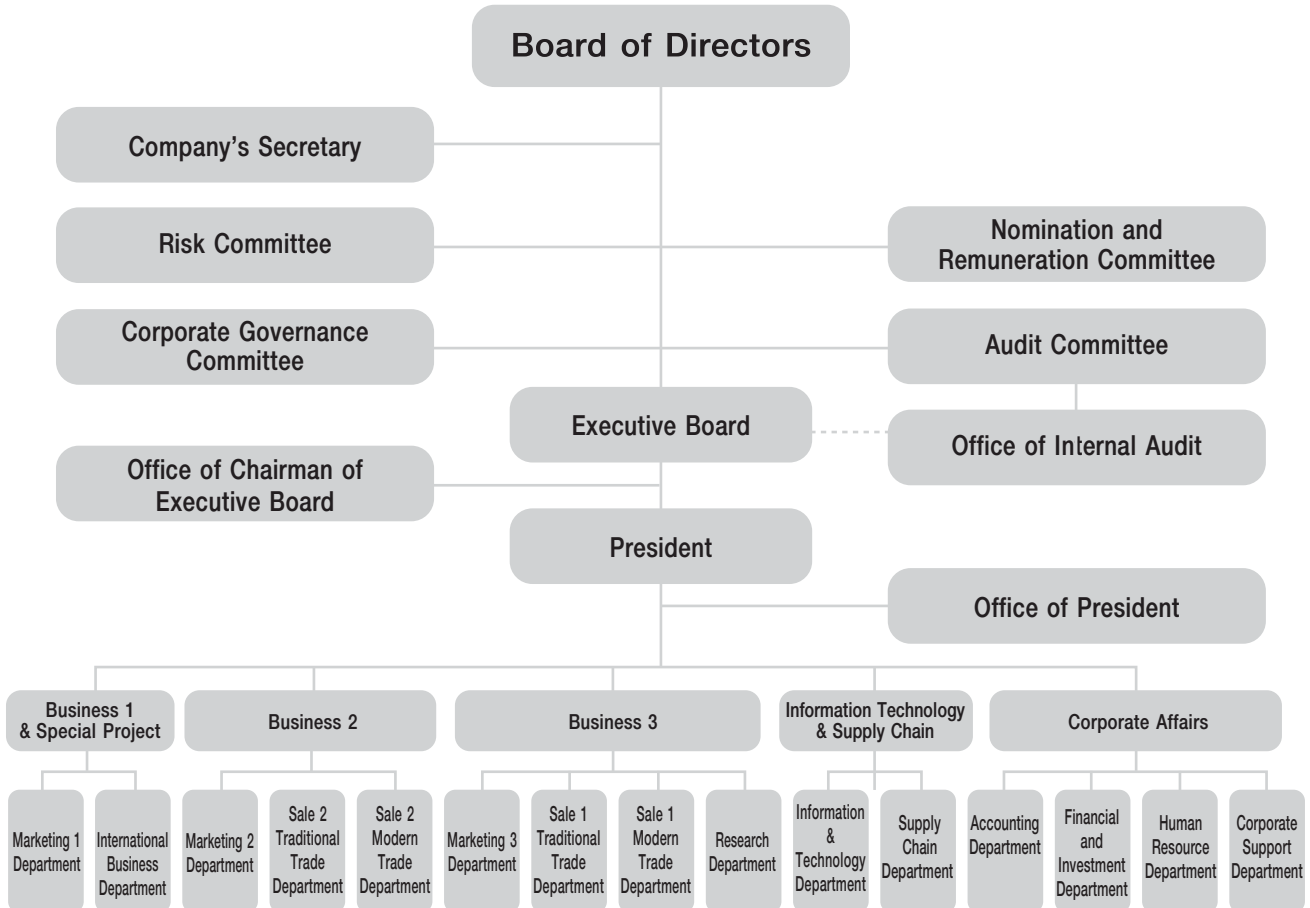 Board of Directors
Company's Secretary
Risk Committee
Nomination and
Remuneration Committee
Corporate Governance
Committee
Audit Committee
Executive Board
Office of Internal Audit
Office of Chairman of
Executive Board
President
Office of President
Business 1
& Special Project
Business 2
Business 3
Information Technology
& Supply Chain
Corporate Affairs
Marketing 1
Department
International
Business
Department
Marketing 2
Department
Sale 2
Traditional
Trade
Department
Sale 2
Modern
Trade
Department
Marketing 3
Department
Sale 1
Traditional
Trade
Department
Sale 1
Modern
Trade
Department
Research
Department
Information
&
Technology
Department
Supply
Chain
Department
Accounting
Department
Financial
and
Investment
Department
Human
Resource
Department
Corporate
Support
Department